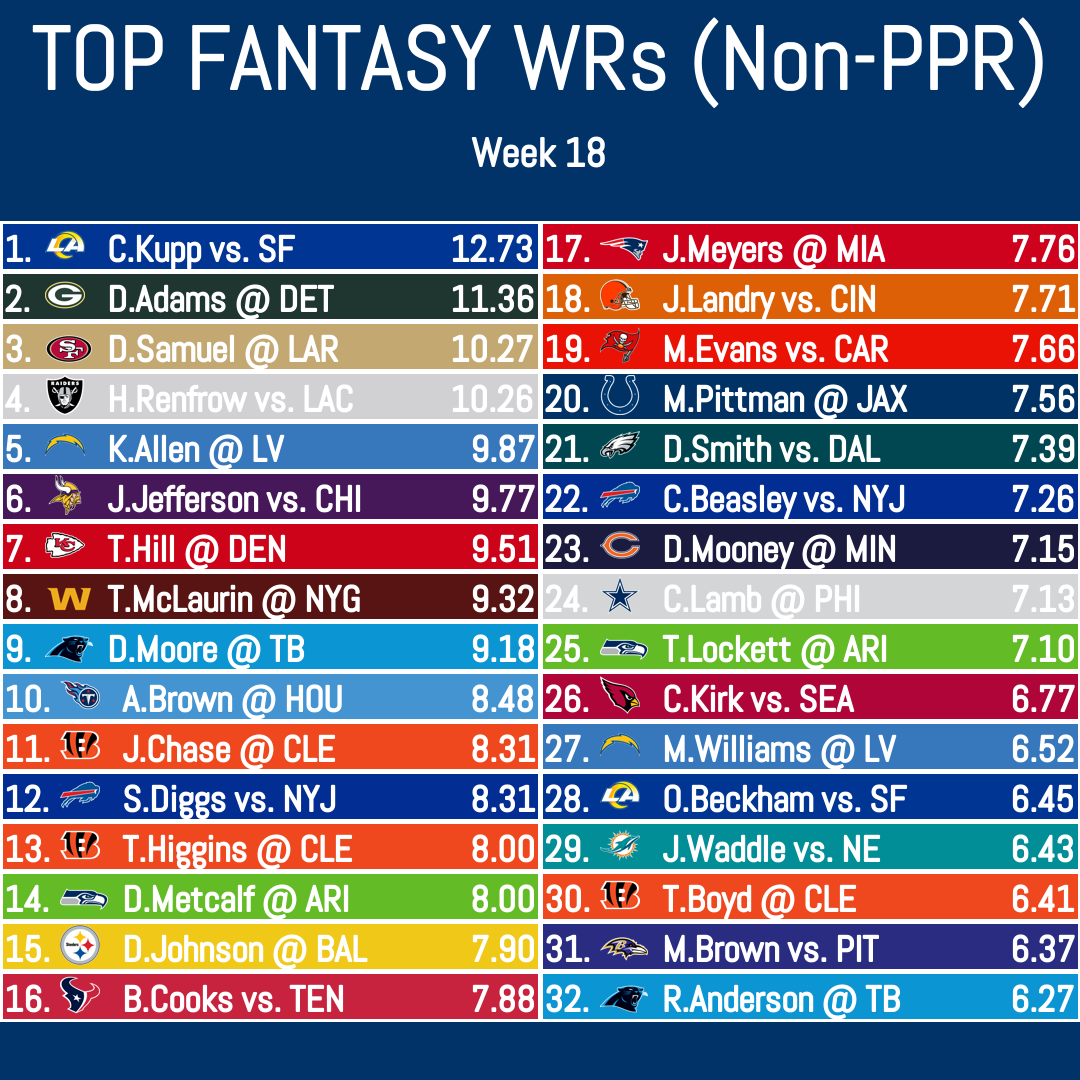 TOP FANTASY WRs (Non-PPR)
Week 18
1. C.Kupp vs. SF 12.73
2. D.Adams @ DET 11.36
3. D.Samuel @ LAR 10.27
4. H.Renfrow vs. LAC 10.26
5. K.Allen @ LV 9.87
6. J.Jefferson vs. CHI 9.77
7. T.Hill @ DEN 9.51
8. T.McLaurin @ NYG 9.32
9. D.Moore @ TB 9.18
10. A.Brown @ HOU 8.48
11. J.Chase @ CLE 8.31
12. S.Diggs vs. NYJ 8.31
13. T.Higgins @ CLE 8.00
14. D.Metcalf @ ARI 8.00
15. D.Johnson @ BAL 7.90
16. B.Cooks vs. TEN 7.88
17. J.Meyers @ MIA 7.76
18. J.Landry vs. CIN 7.71
19. M.Evans vs. CAR 7.66
20. M.Pittman @ JAX 7.56
21. D.Smith vs. DAL 7.39
22. C.Beasley vs. NYJ 7.26
23. D.Mooney @ MIN 7.15
24. C.Lamb @ PHI 7.13
25. T.Lockett @ ARI 7.10
26. C.Kirk vs. SEA 6.77
27. M.Williams @ LV 6.52
28. O.Beckham vs. SF 6.45
29. J.Waddle vs. NE 6.43
30. T.Boyd @ CLE 6.41
31. M.Brown vs. PIT 6.37
32. R.Anderson @ TB 6.27